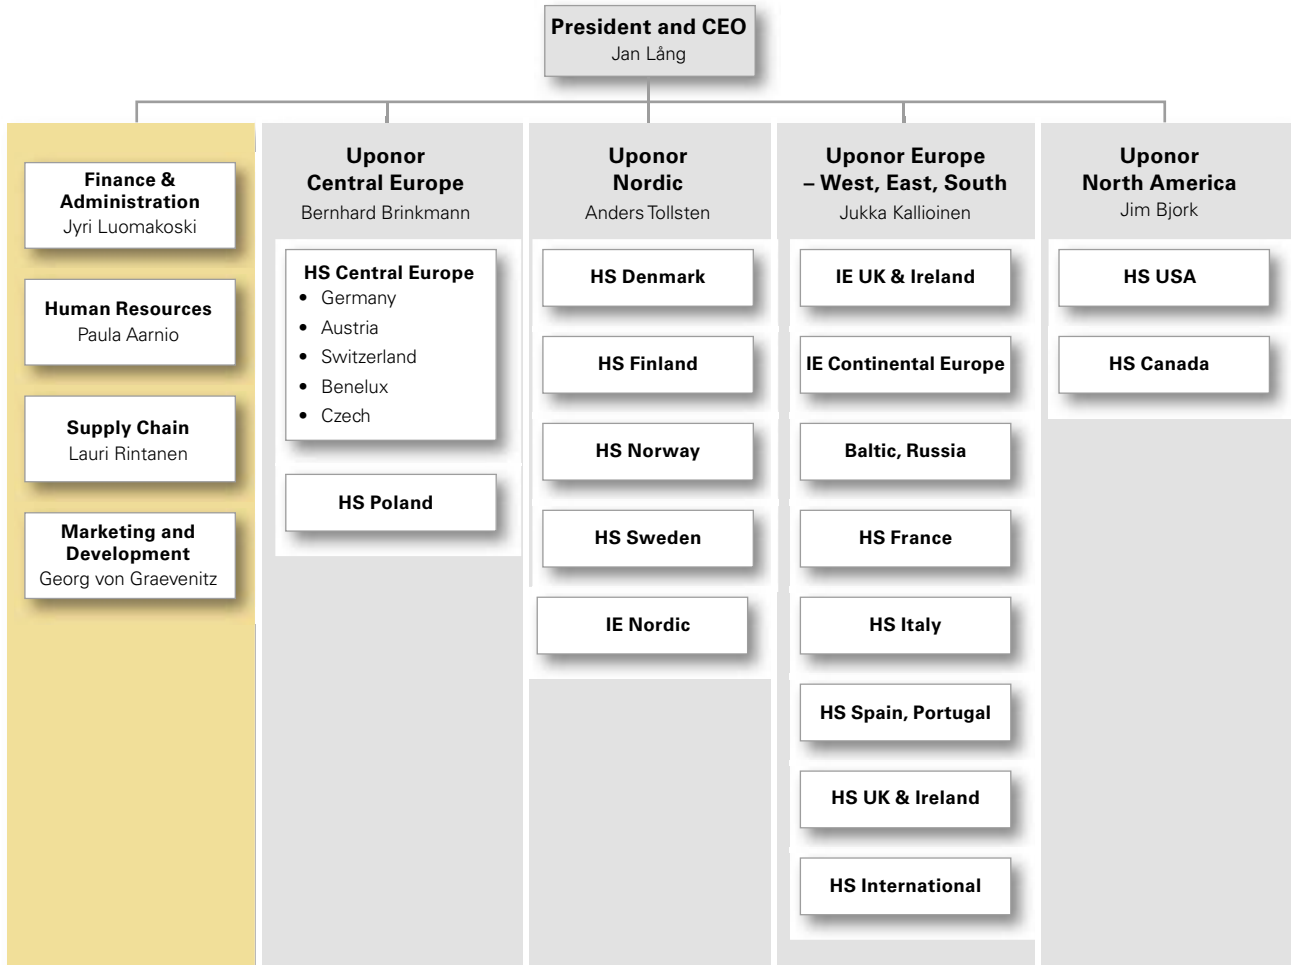 President and CEO
Jan Lång
Finance &
Administration
Jyri Luomakoski
Human Resources
Paula Aarnio
Supply Chain
Lauri Rintanen
Marketing and
Development
Georg von Graevenitz
Uponor
Central Europe
Bernhard Brinkmann
HS Central Europe
• Germany
• Austria
• Switzerland
• Benelux
• Czech
HS Poland
Uponor
Nordic
Anders Tollsten
HS Denmark
HS Finland
HS Norway
HS Sweden
IE Nordic
Uponor Europe
– West, East, South
Jukka Kallioinen
IE UK & Ireland
IE Continental Europe
Baltic, Russia
HS France
HS Italy
HS Spain, Portugal
HS UK & Ireland
HS International
Uponor
North America
Jim Bjork
HS USA
HS Canada